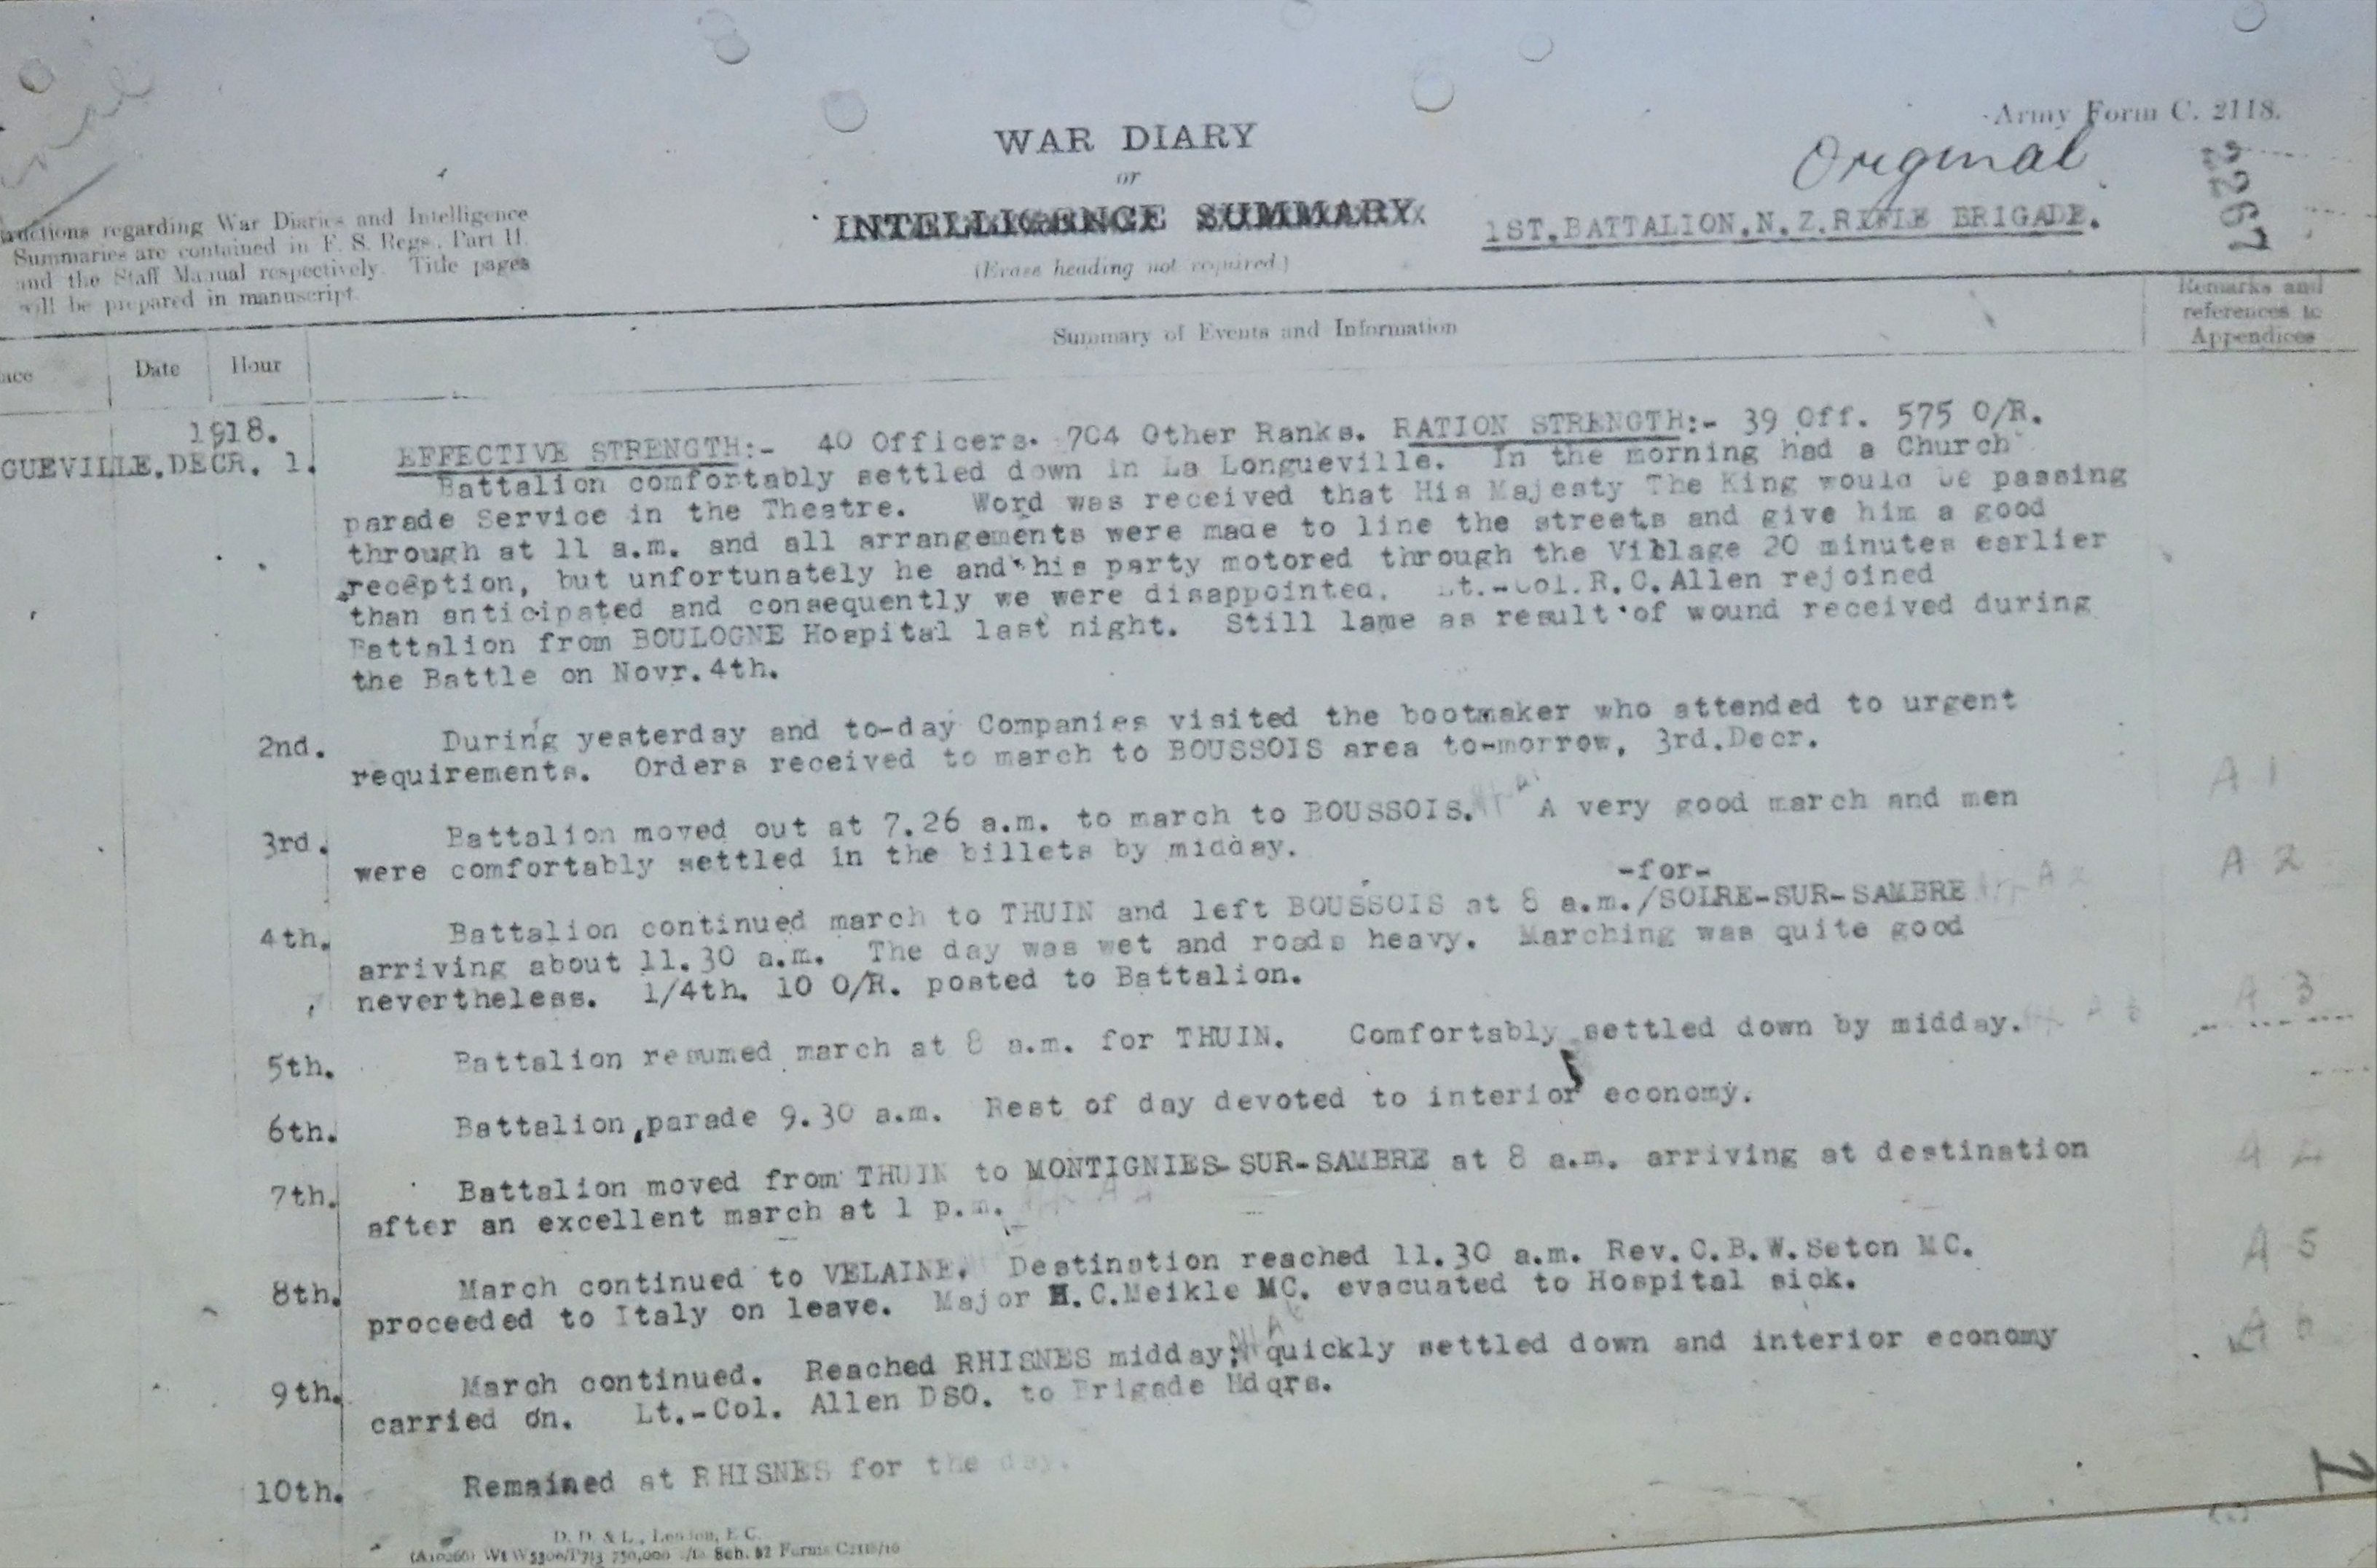 Army Form C. 2118.
WAR DIARY
or
INTELLIGENCE SUMMARY
(Erase heading not required.)
Original
1ST.BATTALION.N.Z.RIFLE BRIGADE.
2267
regarding War Diaries and Intelligence
Summaries are contained in F. S. Regs., Part II.
and the Staff Manual respectively. Title pages
will be prepared in manuscript.
Date
Hour
Summary of Events and Information
Remarks and
references to
Appendices
1918.
GUEVILLE.DECR. 1.
EFFECTIVE STRENGTH:- 40 Officers. 704 Other Ranks. RATION STRENGTH:- 39 Off. 575 O/R.
Battalion comfortably settled down in La Longueville. In the morning had a Church
parade Service in the Theatre. Word was received that His Majesty The King would be passing
through at 11 a.m. and all arrangements were made to line the streets and give him a good
reception, but unfortunately he and his party motored through the Village 20 minutes earlier
than anticipated and consequently we were disappointed. Lt.-Col.R.C.Allen rejoined
Battalion from BOULOGNE Hospital last night. Still lame as result of wound received during
the Battle on Novr.4th.
2nd. During yesterday and to-day Companies visited the bootmaker who attended to urgent
requirements. Orders received to march to BOUSSOIS area to-morrow, 3rd.Decr.
3rd. Battalion moved out at 7.26 a.m. to march to BOUSSOIS. A very good march and men A 1
were comfortably settled in the billets by midday.
-for-
4th. Battalion continued march to THUIN and left BOUSSOIS at 8 a.m./SOLRE-SUR-SAMBRE A 2
arriving about 11.30 a.m. The day was wet and roads heavy. Marching was quite good
nevertheless. 1/4th. 10 O/R. posted to Battalion.
5th. Battalion resumed march at 8 a.m. for THUIN. Comfortably settled down by midday. A 3
6th. Battalion parade 9.30 a.m. Rest of day devoted to interior economy.
7th. Battalion moved from THUIN to MONTIGNIES-SUR-SAMBRE at 8 a.m. arriving at destination A 4
after an excellent march at 1 p.m.
8th. March continued to VELAINE. Destination reached 11.30 a.m. Rev.C.B.W.Seton MC. A 5
proceeded to Italy on leave. Major H.C.Meikle MC. evacuated to Hospital sick.
9th. March continued. Reached RHISNES midday; quickly settled down and interior economy A 6
carried on. Lt.-Col. Allen DSO. to Brigade Hdqrs.
10th. Remained at RHISNES for the day.
D. D. & L., London, E.C.
Sch. 52 Forms